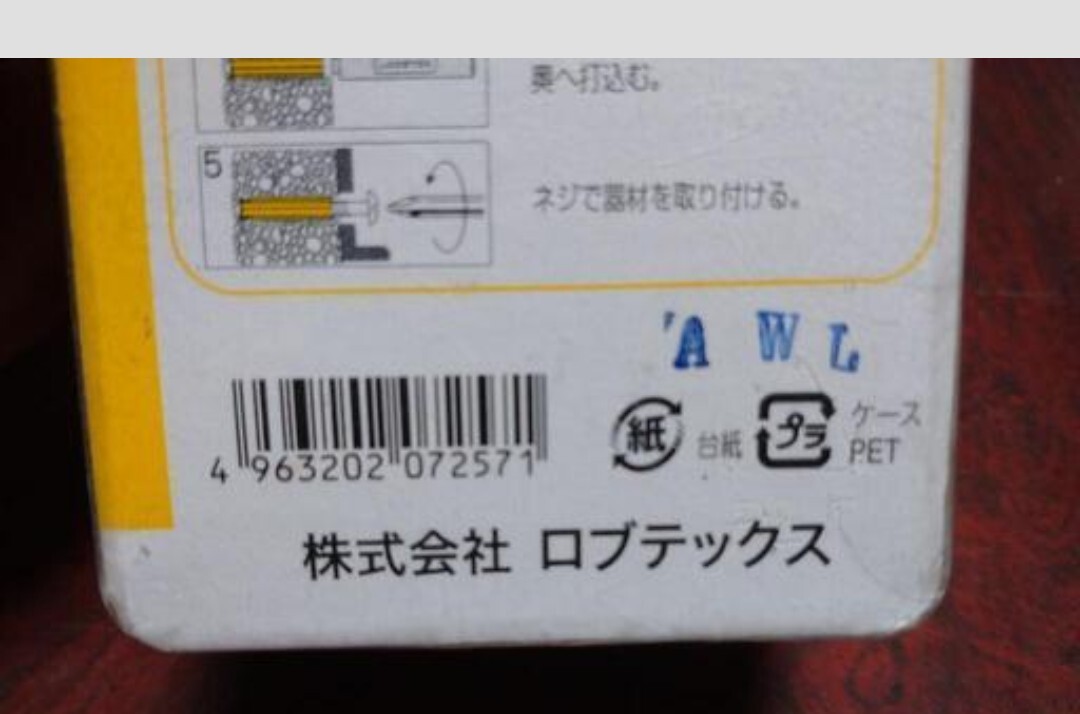 奥へ打込む。
5
ネジで器材を取り付ける。
'A W L
紙
台紙
プラ
ケース
PET
4 963202 072571
株式会社 ロブテックス